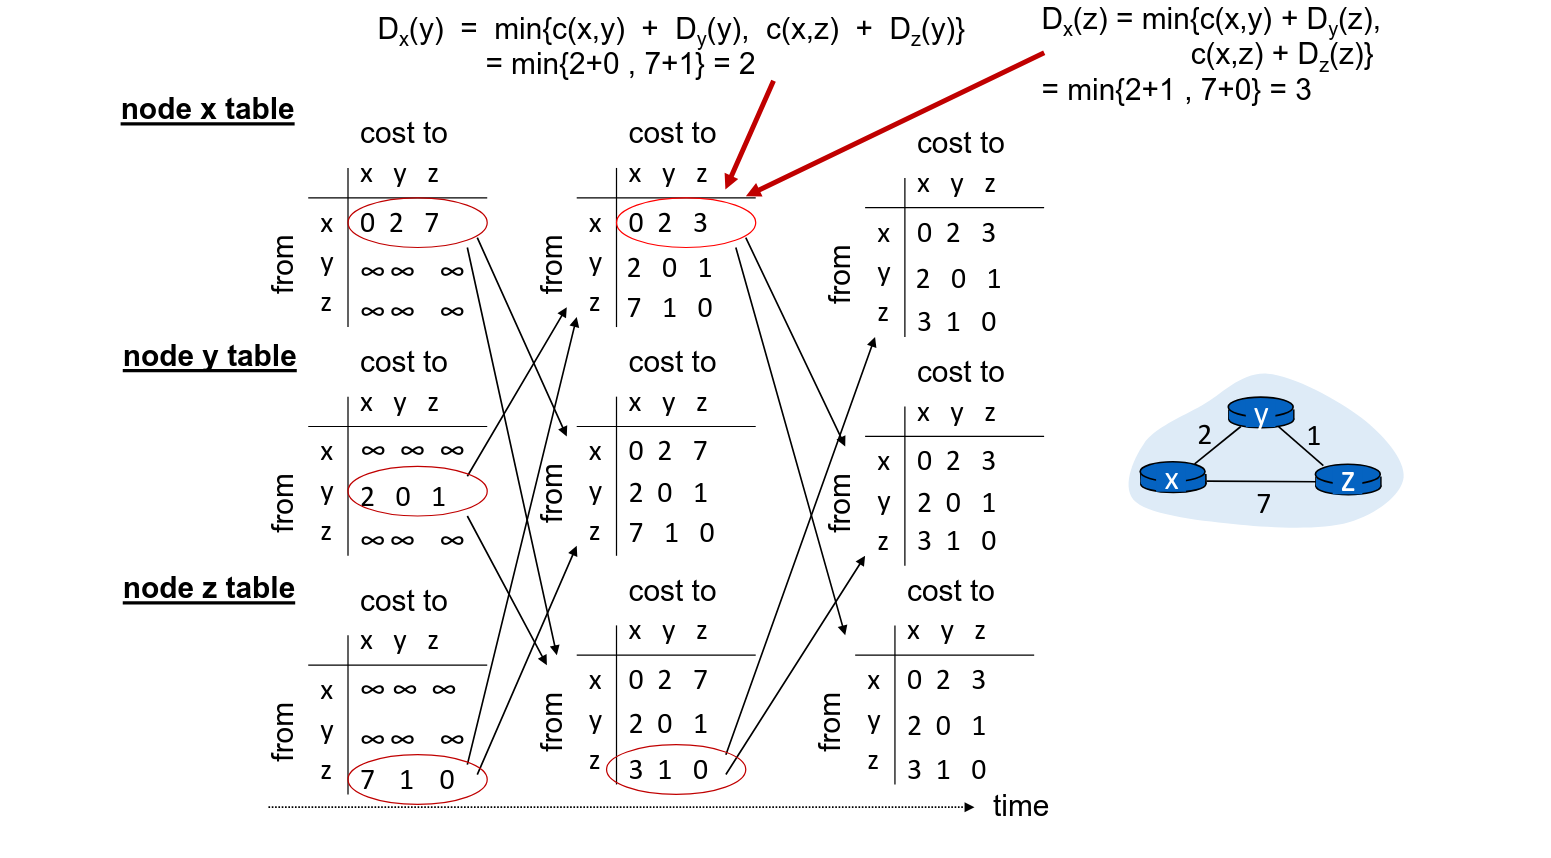 Dx(y) = min{c(x,y) + Dy(y), c(x,z) + Dz(y)}
= min{2+0 , 7+1} = 2
Dx(z) = min{c(x,y) + Dy(z),
c(x,z) + Dz(z)}
= min{2+1 , 7+0} = 3
node x table
cost to
x y z
from
x 0 2 7
y ∞ ∞ ∞
z ∞ ∞ ∞
cost to
x y z
from
x 0 2 3
y 2 0 1
z 7 1 0
cost to
x y z
from
x 0 2 3
y 2 0 1
z 3 1 0
node y table
cost to
x y z
from
x ∞ ∞ ∞
y 2 0 1
z ∞ ∞ ∞
cost to
x y z
from
x 0 2 7
y 2 0 1
z 7 1 0
cost to
x y z
from
x 0 2 3
y 2 0 1
z 3 1 0
node z table
cost to
x y z
from
x ∞ ∞ ∞
y ∞ ∞ ∞
z 7 1 0
cost to
x y z
from
x 0 2 7
y 2 0 1
z 3 1 0
cost to
x y z
from
x 0 2 3
y 2 0 1
z 3 1 0
time
y
2 1
x z
7